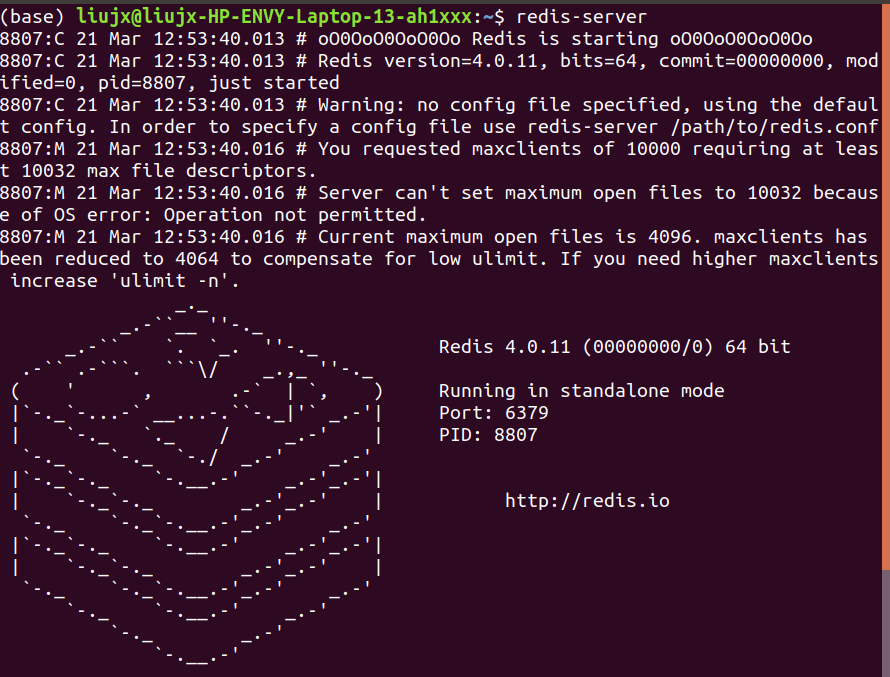 (base) liujx@liujx-HP-ENVY-Laptop-13-ah1xxx:~$ redis-server
8807:C 21 Mar 12:53:40.013 # oO0OoO0OoO0Oo Redis is starting oO0OoO0OoO0Oo
8807:C 21 Mar 12:53:40.013 # Redis version=4.0.11, bits=64, commit=00000000, mod
ified=0, pid=8807, just started
8807:C 21 Mar 12:53:40.013 # Warning: no config file specified, using the defaul
t config. In order to specify a config file use redis-server /path/to/redis.conf
8807:M 21 Mar 12:53:40.016 # You requested maxclients of 10000 requiring at leas
t 10032 max file descriptors.
8807:M 21 Mar 12:53:40.016 # Server can't set maximum open files to 10032 becaus
e of OS error: Operation not permitted.
8807:M 21 Mar 12:53:40.016 # Current maximum open files is 4096. maxclients has
been reduced to 4064 to compensate for low ulimit. If you need higher maxclients
 increase 'ulimit -n'.
Redis 4.0.11 (00000000/0) 64 bit
Running in standalone mode
Port: 6379
PID: 8807
http://redis.io